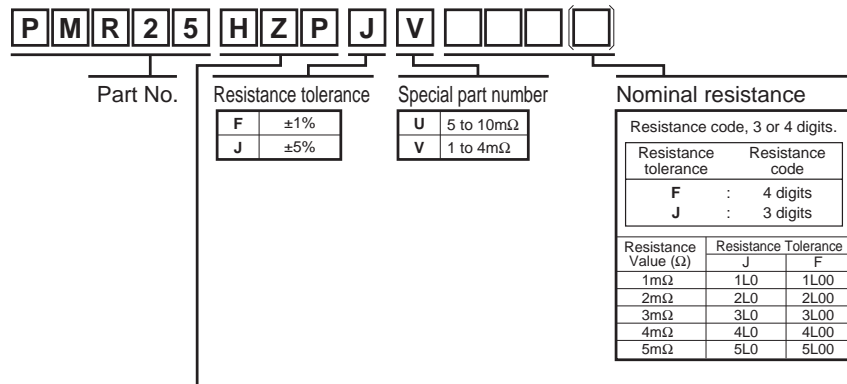 P M R 2 5 H Z P J V
Part No.
Resistance tolerance
F ±1%
J ±5%
Special part number
U 5 to 10mΩ
V 1 to 4mΩ
Nominal resistance
Resistance code, 3 or 4 digits.
Resistance Resistance
tolerance code
F : 4 digits
J : 3 digits
Resistance Resistance Tolerance
Value (Ω) J F
1mΩ 1L0 1L00
2mΩ 2L0 2L00
3mΩ 3L0 3L00
4mΩ 4L0 4L00
5mΩ 5L0 5L00